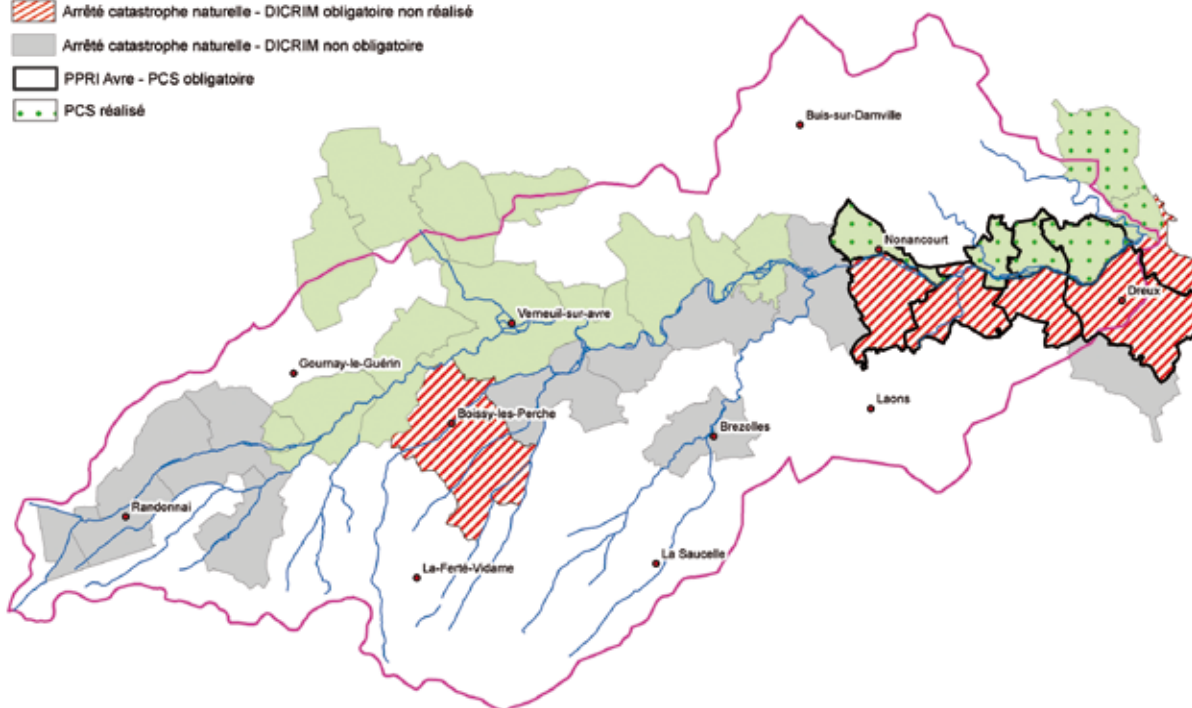 Arrêté catastrophe naturelle - DICRIM obligatoire non réalisé
Arrêté catastrophe naturelle - DICRIM non obligatoire
PPRI Avre - PCS obligatoire
PCS réalisé
Buis-sur-Damville
Nonancourt
Dreux
Verneuil-sur-avre
Gournay-le-Guérin
Laons
Boissy-les-Perche
Brezolles
Randonnai
La Saucelle
La-Ferté-Vidame